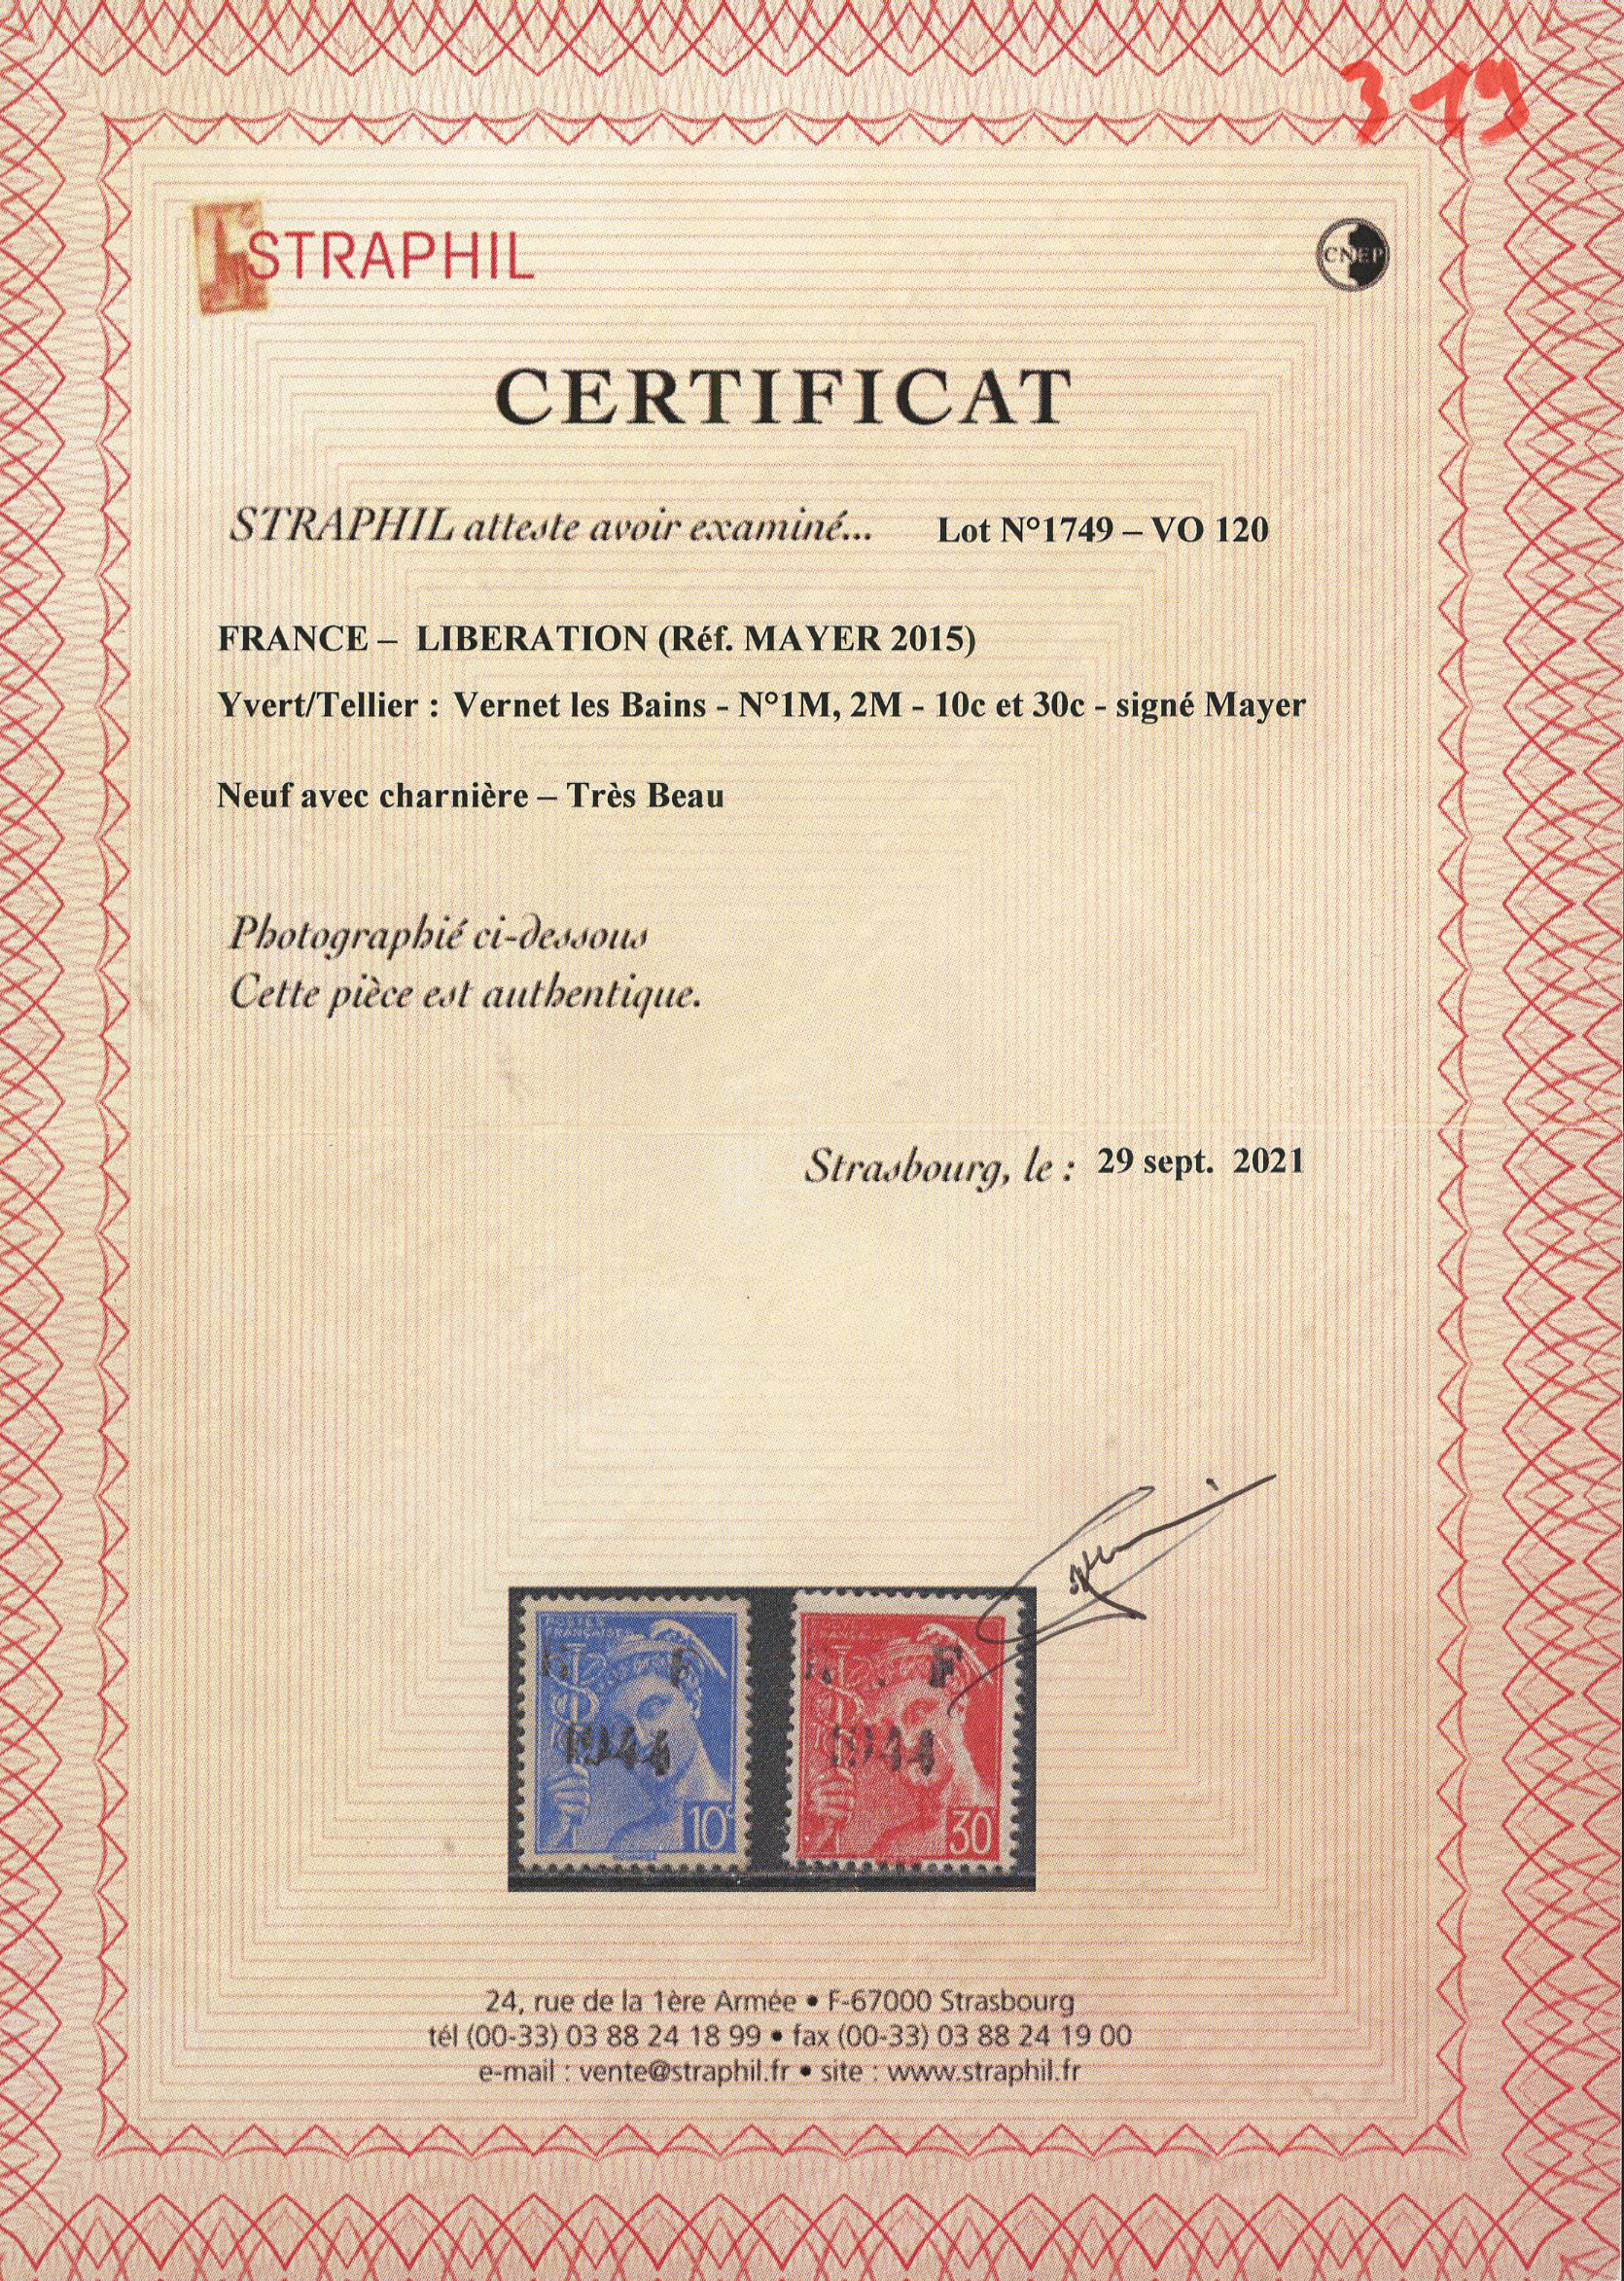 319
STRAPHIL
CNEP
CERTIFICAT
STRAPHIL atteste avoir examiné... Lot N°1749 – VO 120
FRANCE – LIBERATION (Réf. MAYER 2015)
Yvert/Tellier : Vernet les Bains - N°1M, 2M - 10c et 30c - signé Mayer
Neuf avec charnière – Très Beau
Photographié ci-dessous
Cette pièce est authentique.
Strasbourg, le : 29 sept. 2021
POSTES
FRANÇAISES
R. F
1944
10c
FRANÇAISES
R. F
1944
30c
24, rue de la 1ère Armée • F-67000 Strasbourg
tél (00-33) 03 88 24 18 99 • fax (00-33) 03 88 24 19 00
e-mail : vente@straphil.fr • site : www.straphil.fr